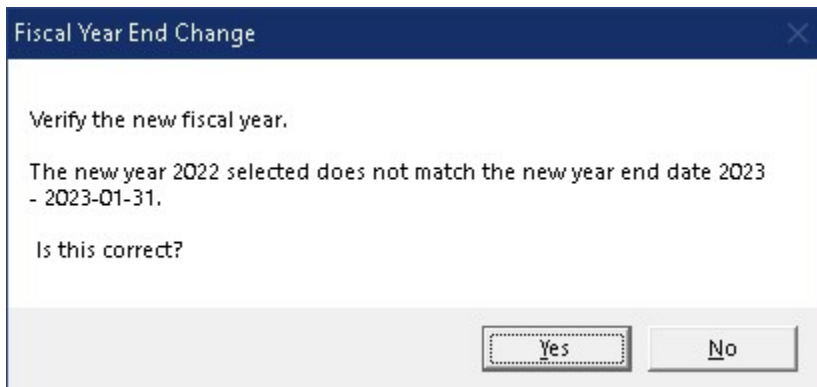 Fiscal Year End Change
Verify the new fiscal year.
The new year 2022 selected does not match the new year end date 2023
- 2023-01-31.
Is this correct?
Yes
No